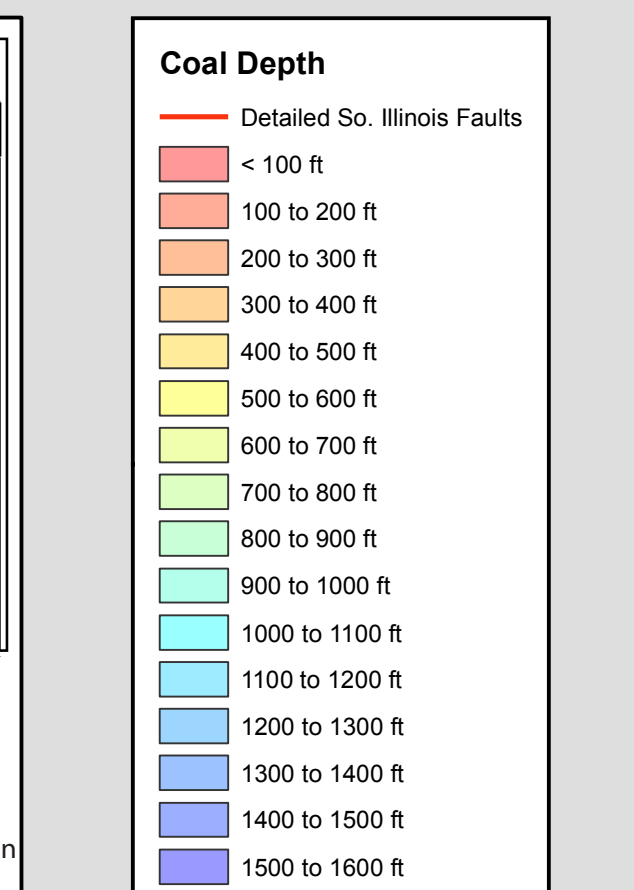 Coal Depth
Detailed So. Illinois Faults
< 100 ft
100 to 200 ft
200 to 300 ft
300 to 400 ft
400 to 500 ft
500 to 600 ft
600 to 700 ft
700 to 800 ft
800 to 900 ft
900 to 1000 ft
1000 to 1100 ft
1100 to 1200 ft
1200 to 1300 ft
1300 to 1400 ft
1400 to 1500 ft
n
1500 to 1600 ft